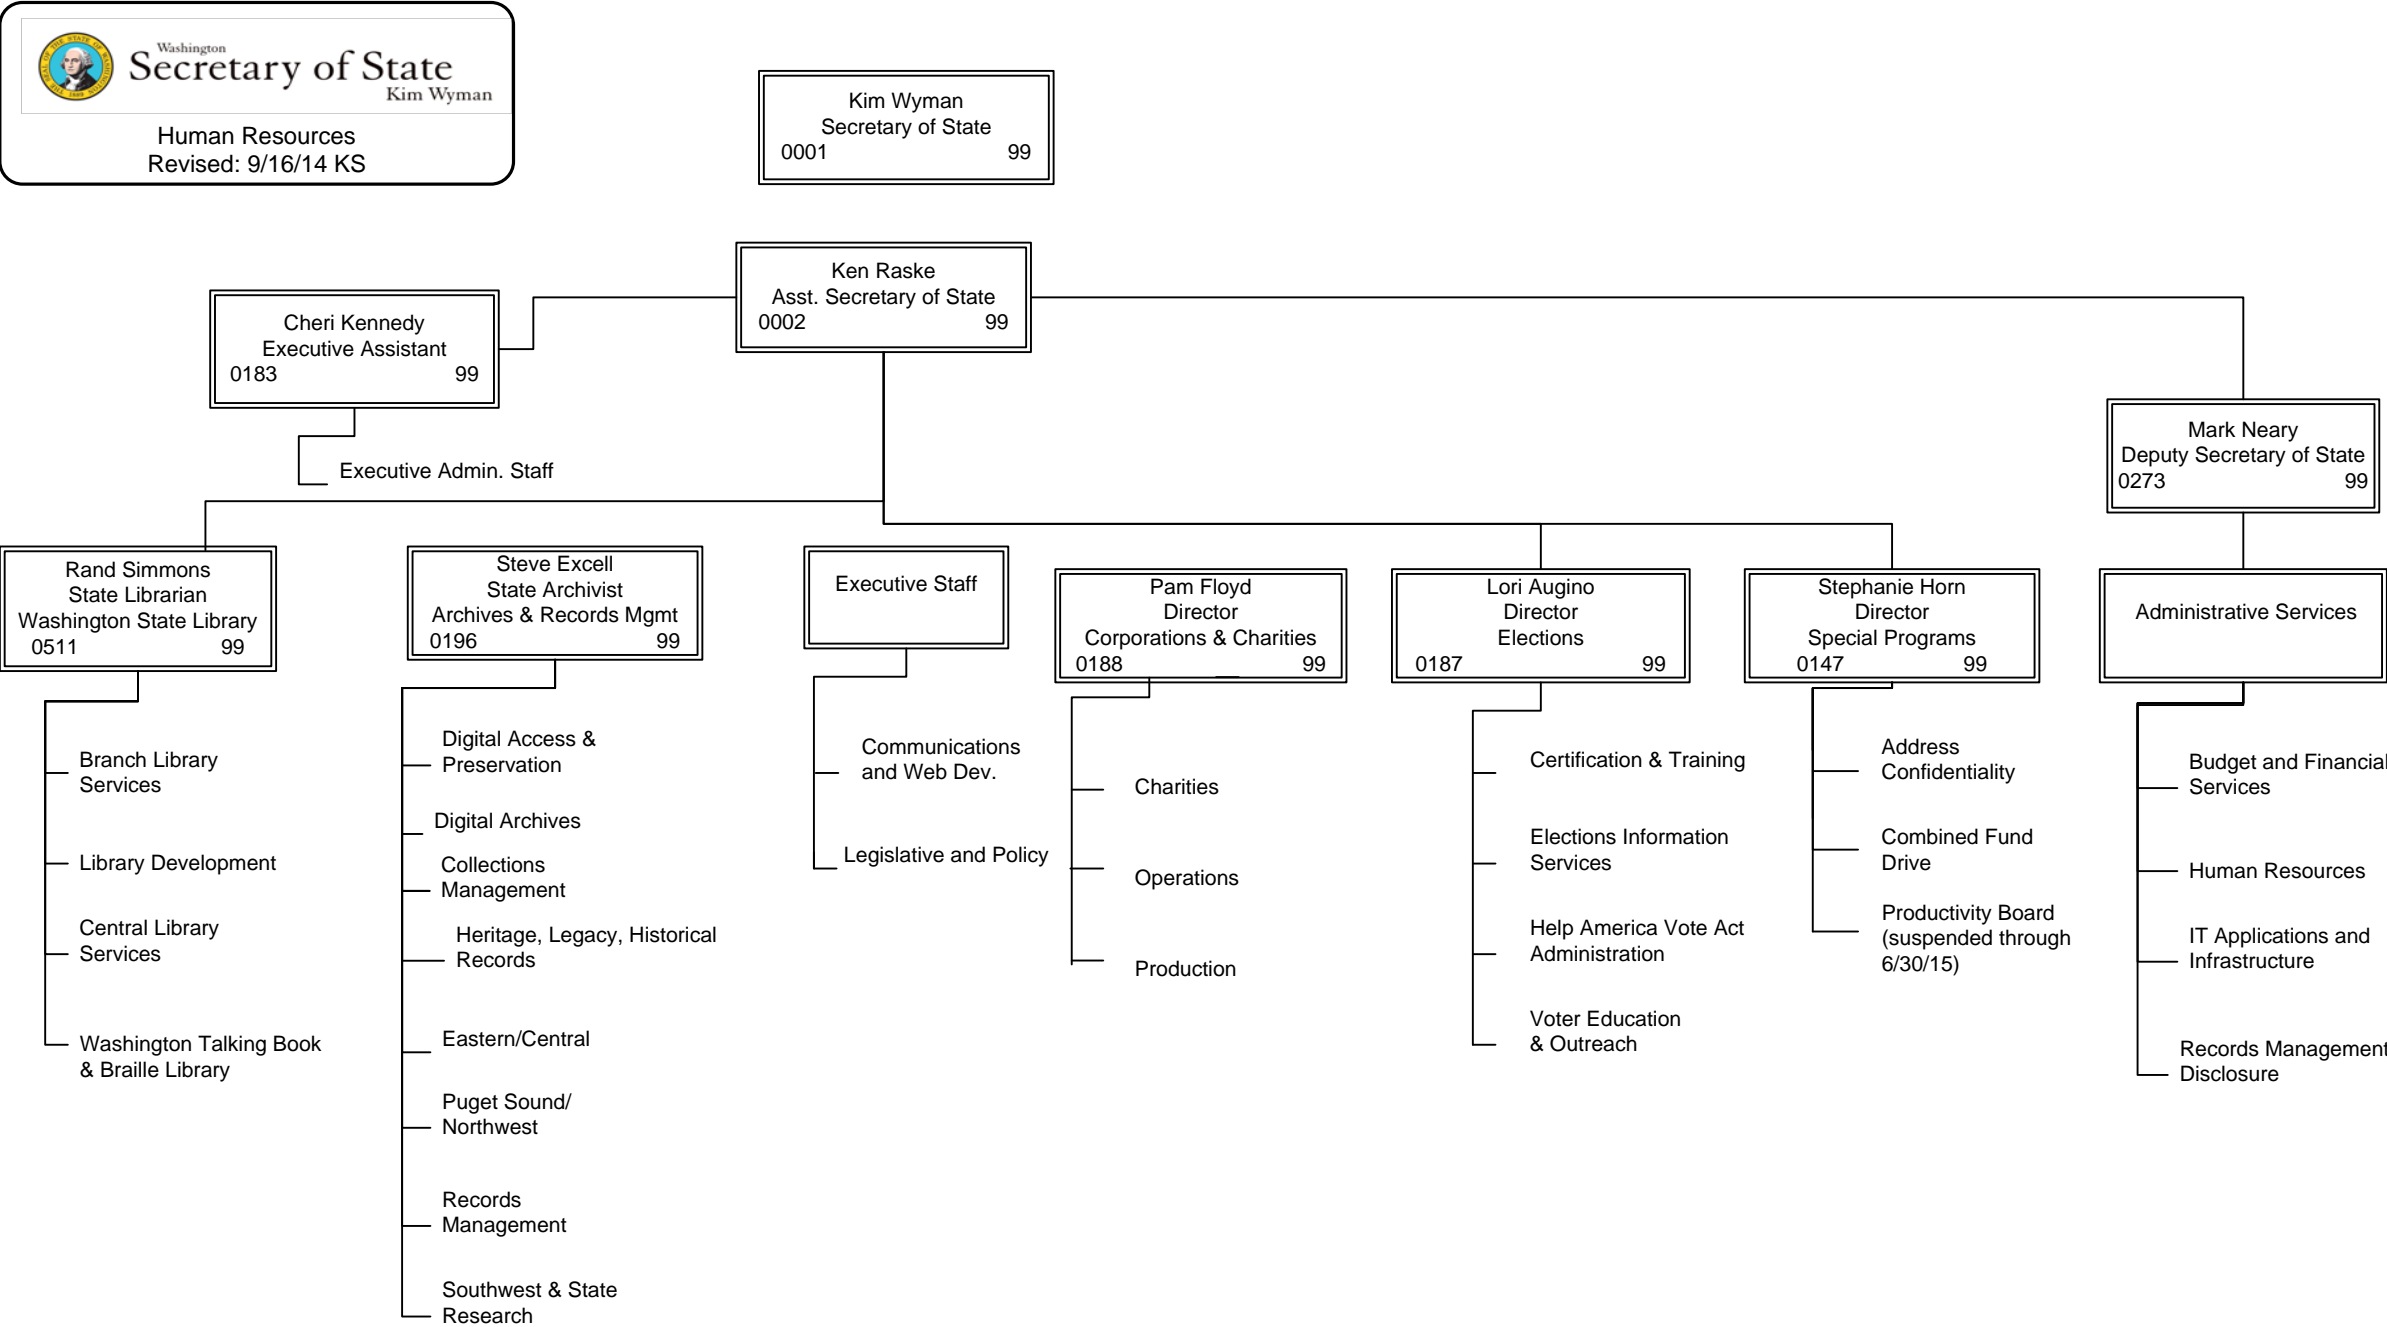 Washington
Secretary of State
Kim Wyman
Human Resources
Revised: 9/16/14 KS
Kim Wyman
Secretary of State
0001 99
Ken Raske
Asst. Secretary of State
0002 99
Cheri Kennedy
Executive Assistant
0183 99
Executive Admin. Staff
Mark Neary
Deputy Secretary of State
0273 99
Rand Simmons
State Librarian
Washington State Library
0511 99
Branch Library
Services
Library Development
Central Library
Services
Washington Talking Book
& Braille Library
Steve Excell
State Archivist
Archives & Records Mgmt
0196 99
Digital Access &
Preservation
Digital Archives
Collections
Management
Heritage, Legacy, Historical
Records
Eastern/Central
Puget Sound/
Northwest
Records
Management
Southwest & State
Research
Executive Staff
Communications
and Web Dev.
Legislative and Policy
Pam Floyd
Director
Corporations & Charities
0188 99
Charities
Operations
Production
Lori Augino
Director
Elections
0187 99
Certification & Training
Elections Information
Services
Help America Vote Act
Administration
Voter Education
& Outreach
Stephanie Horn
Director
Special Programs
0147 99
Address
Confidentiality
Combined Fund
Drive
Productivity Board
(suspended through
6/30/15)
Administrative Services
Budget and Financial
Services
Human Resources
IT Applications and
Infrastructure
Records Management
Disclosure